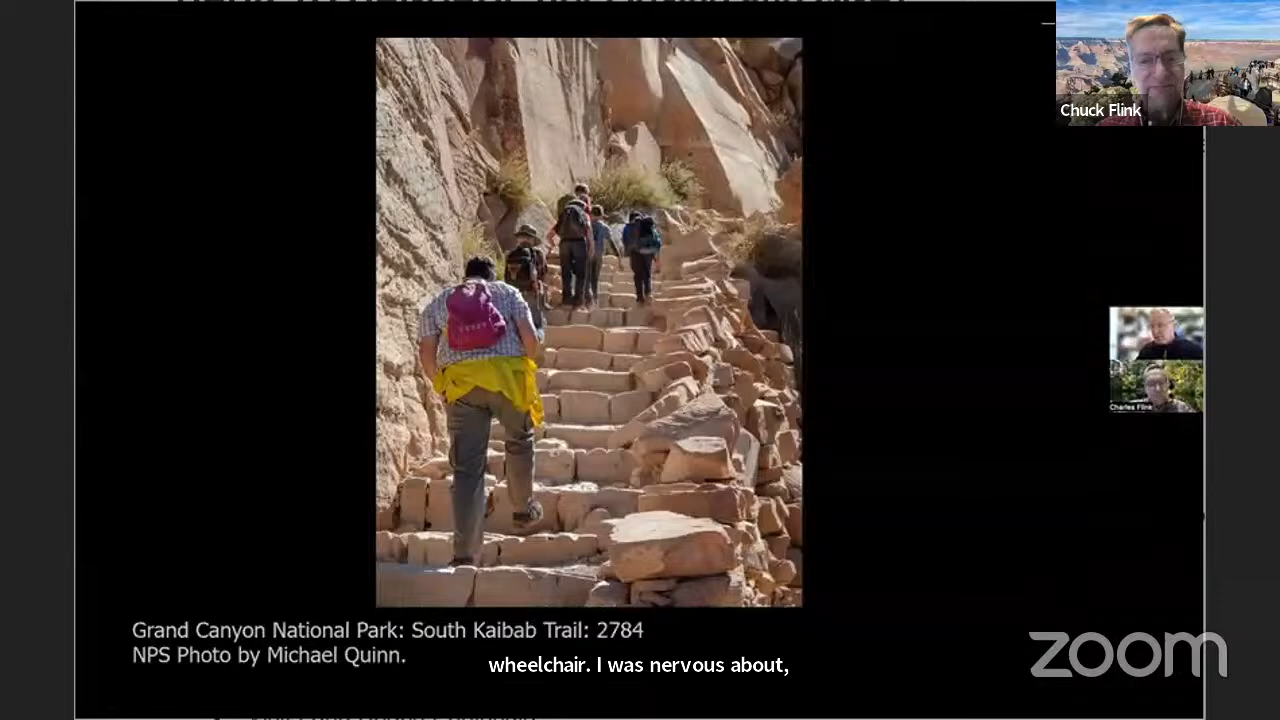 Chuck Flink
Charles Flink
Grand Canyon National Park: South Kaibab Trail: 2784
NPS Photo by Michael Quinn.
wheelchair. I was nervous about,
zoom